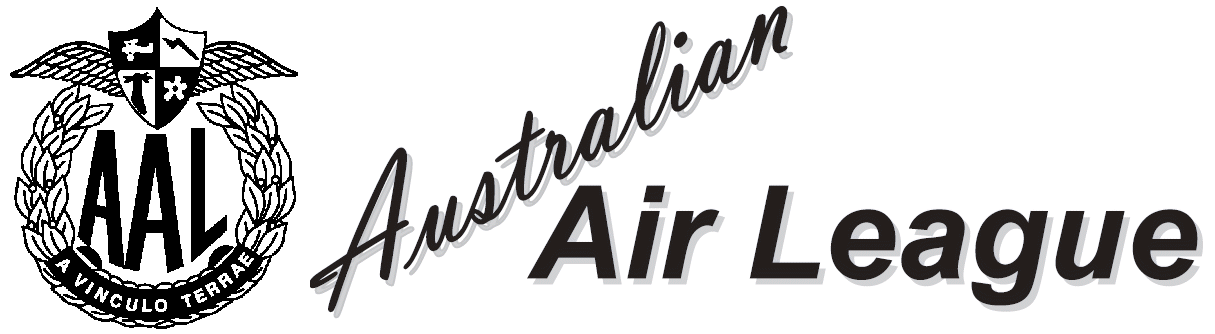 AAL
A VINCULO TERRAE
Australian
Air League